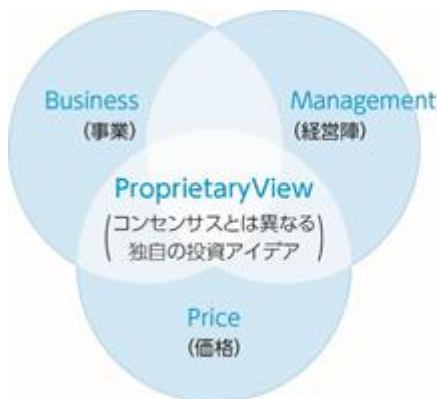 Business
(事業)
Management
(経営陣)
ProprietaryView
(コンセンサスとは異なる
独自の投資アイデア)
Price
(価格)